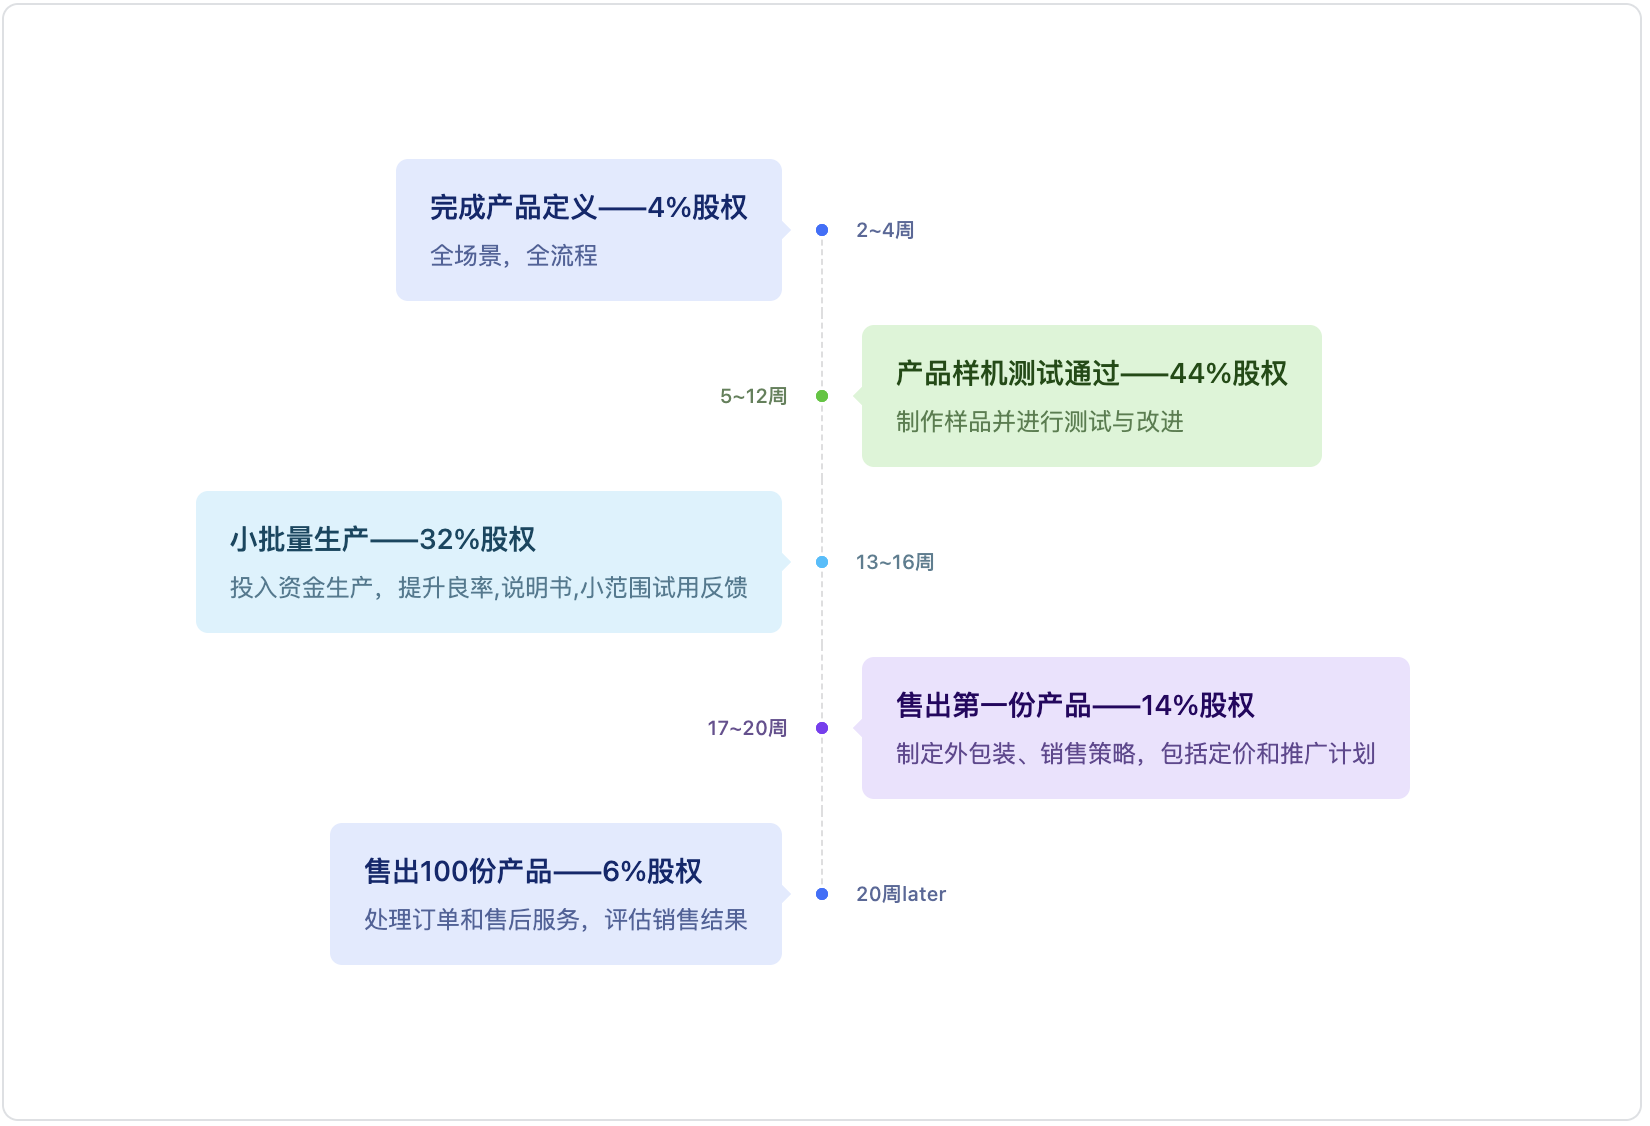 完成产品定义——4%股权
全场景，全流程
2~4周
产品样机测试通过——44%股权
制作样品并进行测试与改进
5~12周
小批量生产——32%股权
投入资金生产，提升良率,说明书,小范围试用反馈
13~16周
售出第一份产品——14%股权
制定外包装、销售策略，包括定价和推广计划
17~20周
售出100份产品——6%股权
处理订单和售后服务，评估销售结果
20周later